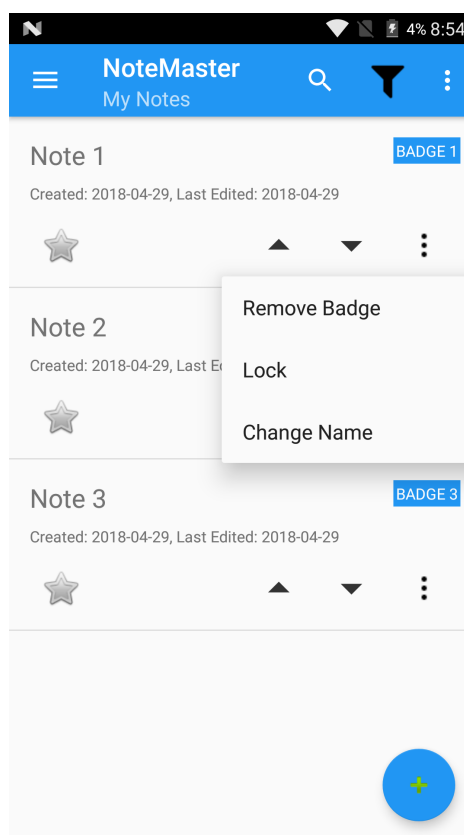 4% 8:54
NoteMaster
My Notes
Note 1
BADGE 1
Created: 2018-04-29, Last Edited: 2018-04-29
Remove Badge
Lock
Change Name
Note 2
Created: 2018-04-29, Last
Note 3
BADGE 3
Created: 2018-04-29, Last Edited: 2018-04-29